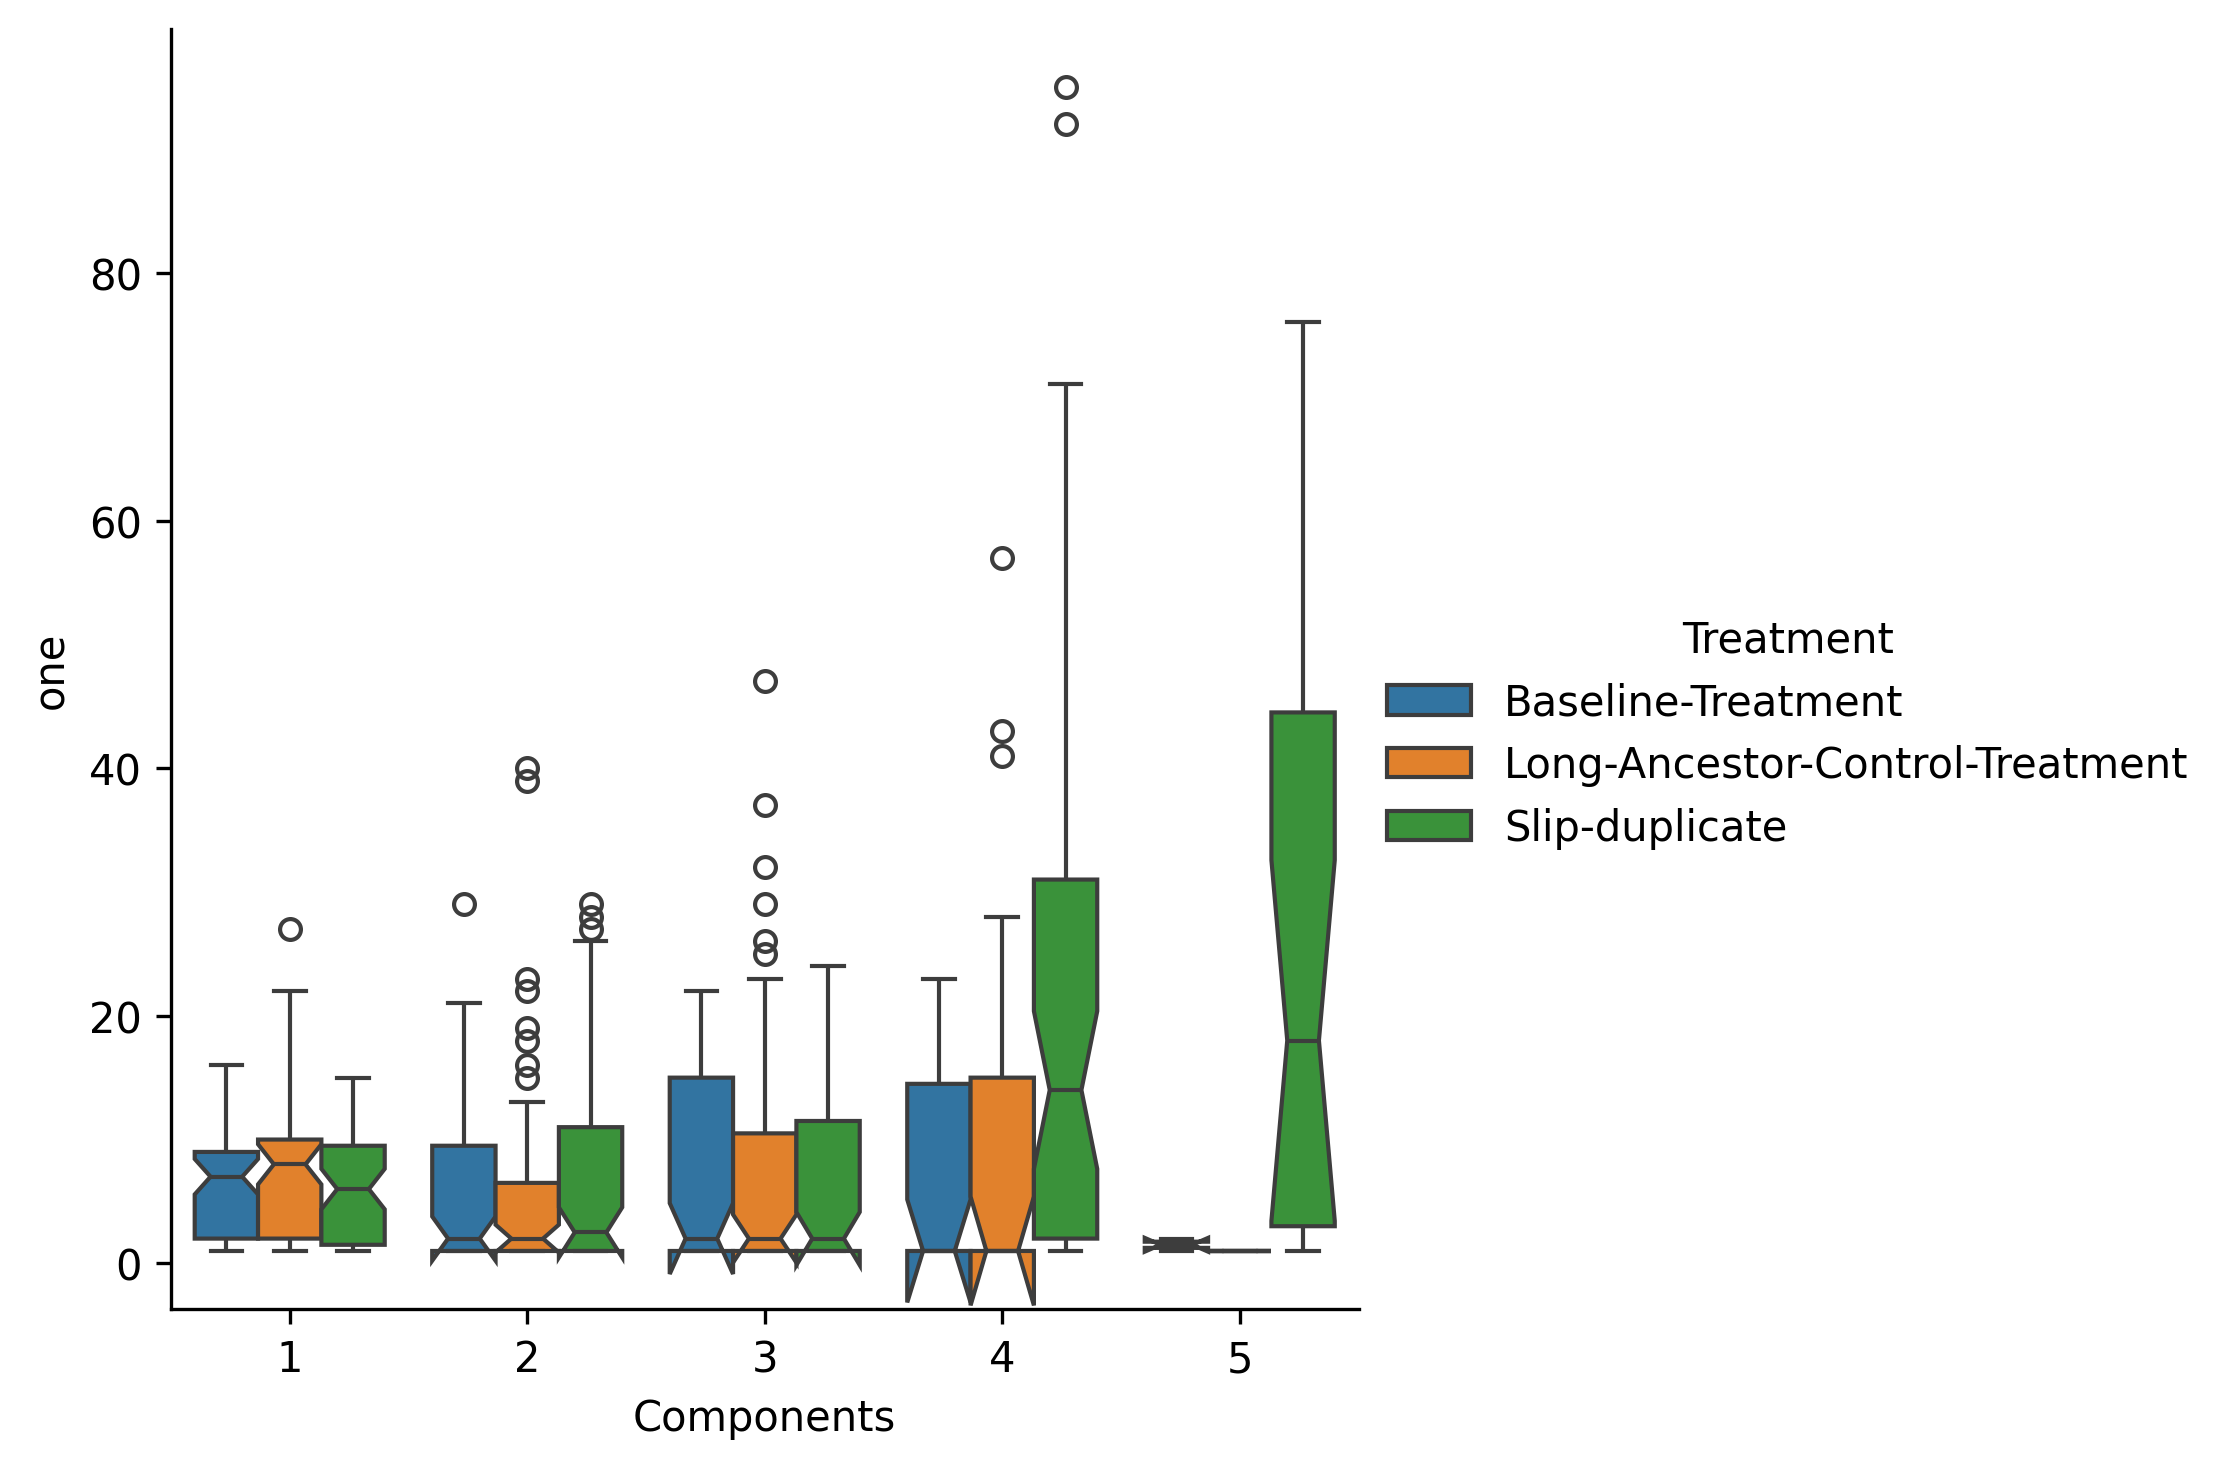 80
60
40
20
0
one
1 2 3 4 5
Components
Treatment
Baseline-Treatment
Long-Ancestor-Control-Treatment
Slip-duplicate